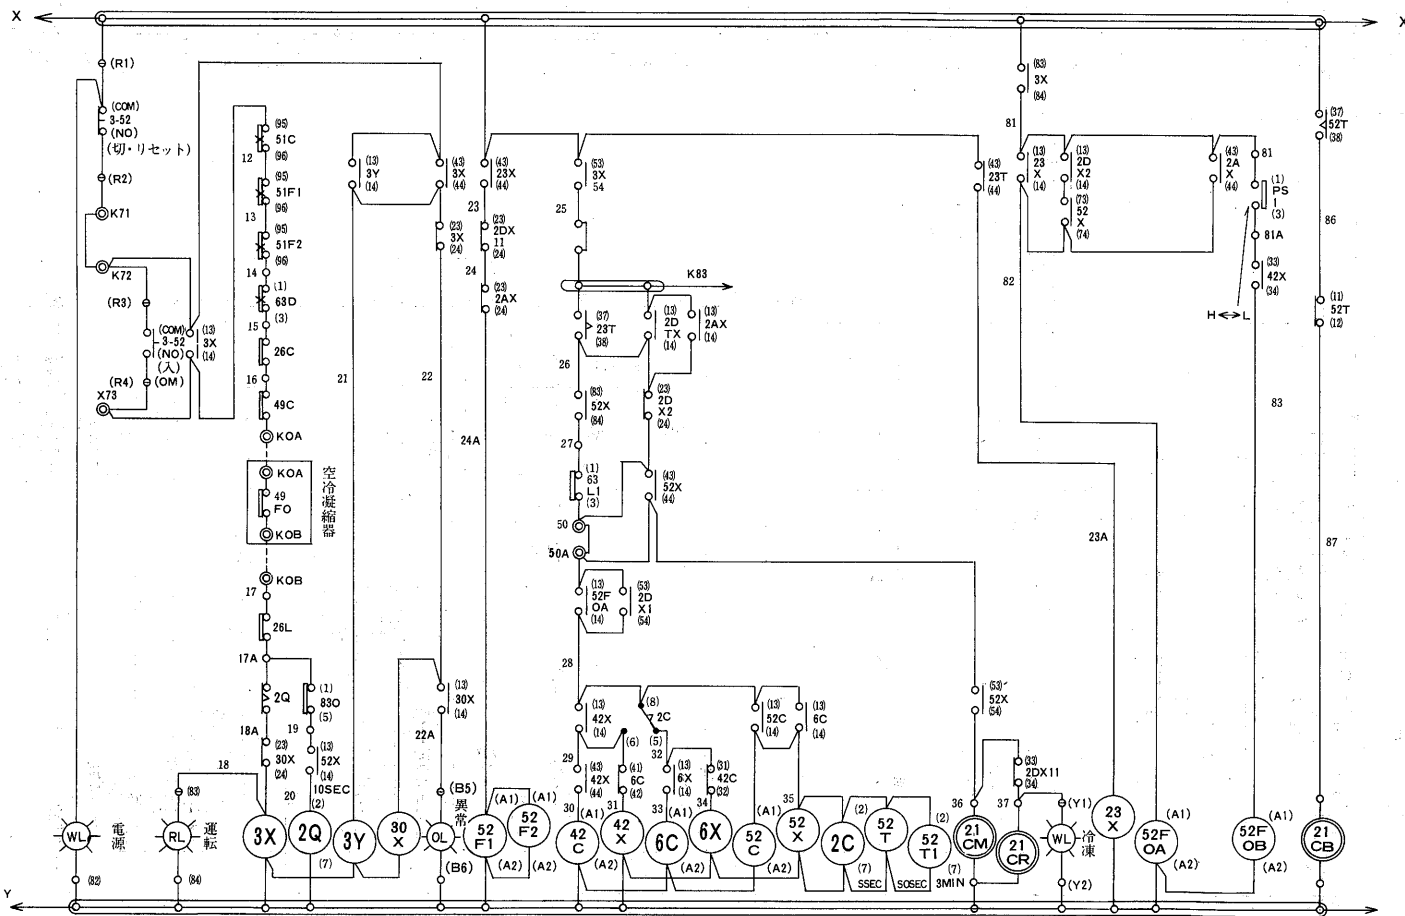 X
X
(R1)
(COM)
3-52
(NO)
(切・リセット)
(R2)
K71
K72
(R3)
(COM)
3-52
(NO)
(入)
(R4)
(OM)
X73
(13)
3X
(14)
12
(95)
51C
(96)
(95)
51F1
(96)
13
(95)
51F2
(96)
14
(1)
63D
(3)
15
26C
16
49C
KOA
KOA
49
FO
KOB
空冷凝縮器
KOB
17
26L
17A
2Q
18A
(23)
30X
(24)
18
(1)
83O
(5)
19
(13)
52X
(14)
10SEC
20
(2)
(7)
(13)
3Y
(14)
21
(43)
3X
(44)
(23)
3X
(24)
22
(13)
30X
(14)
22A
(B5)
異常
(B6)
(43)
23X
(44)
23
(23)
2DX
11
(24)
24
(23)
2AX
(24)
24A
(53)
3X
54
25
K83
(37)
23T
(38)
(13)
2D
TX
(14)
(13)
2AX
(14)
26
(83)
52X
(84)
(23)
2D
X2
(24)
27
(1)
63
L1
(3)
(43)
52X
(44)
50
50A
(13)
52F
OA
(14)
(53)
2D
X1
(54)
28
(13)
42X
(14)
(8)
7 2C
(6)
(5)
(13)
52C
(14)
(13)
6C
(14)
29
(43)
42X
(44)
(41)
6C
(42)
32
(13)
6X
(14)
(31)
42C
(32)
30
31
33
34
35
(43)
23T
(44)
(53)
52X
(54)
(33)
2DX11
(34)
36
37
(Y1)
冷凍
(Y2)
23A
(83)
3X
(84)
81
(13)
23
X
(14)
(13)
2D
X2
(14)
(73)
52
X
(74)
(43)
2A
X
(44)
82
81
(1)
PS
1
(3)
81A
(33)
42X
(34)
H↔L
83
(37)
52T
(38)
86
(11)
52T
(12)
87
WL
電源
(82)
(83)
RL
運転
(84)
3X
2Q
3Y
30
X
OL
52
F1
(A1)
(A2)
52
F2
(A1)
(A2)
42
C
(A1)
(A2)
42
X
6C
(A1)
(A2)
6X
52
C
(A1)
(A2)
52
X
2C
(2)
(7)
SSEC
52
T
SOSEC
52
T1
(2)
(7)
3MIN
21
CM
21
CR
WL
23
X
52F
OA
(A1)
(A2)
52F
OB
(A1)
(A2)
21
CB
Y